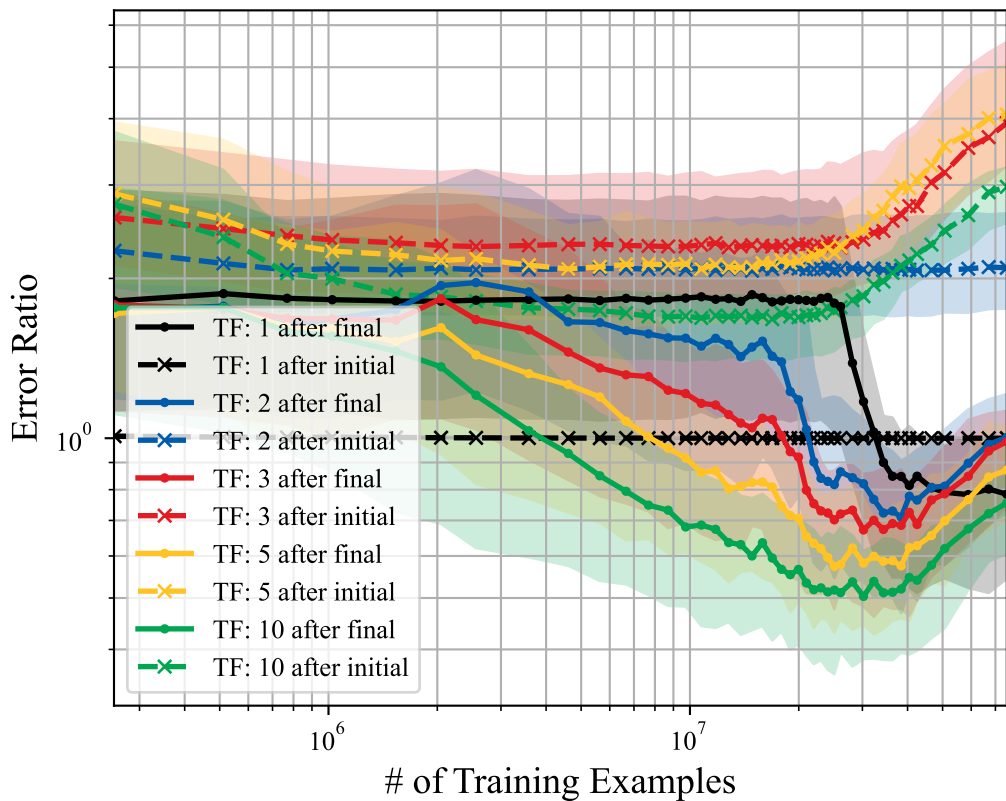 Error Ratio
10^0
TF: 1 after final
TF: 1 after initial
TF: 2 after final
TF: 2 after initial
TF: 3 after final
TF: 3 after initial
TF: 5 after final
TF: 5 after initial
TF: 10 after final
TF: 10 after initial
10^6
10^7
# of Training Examples